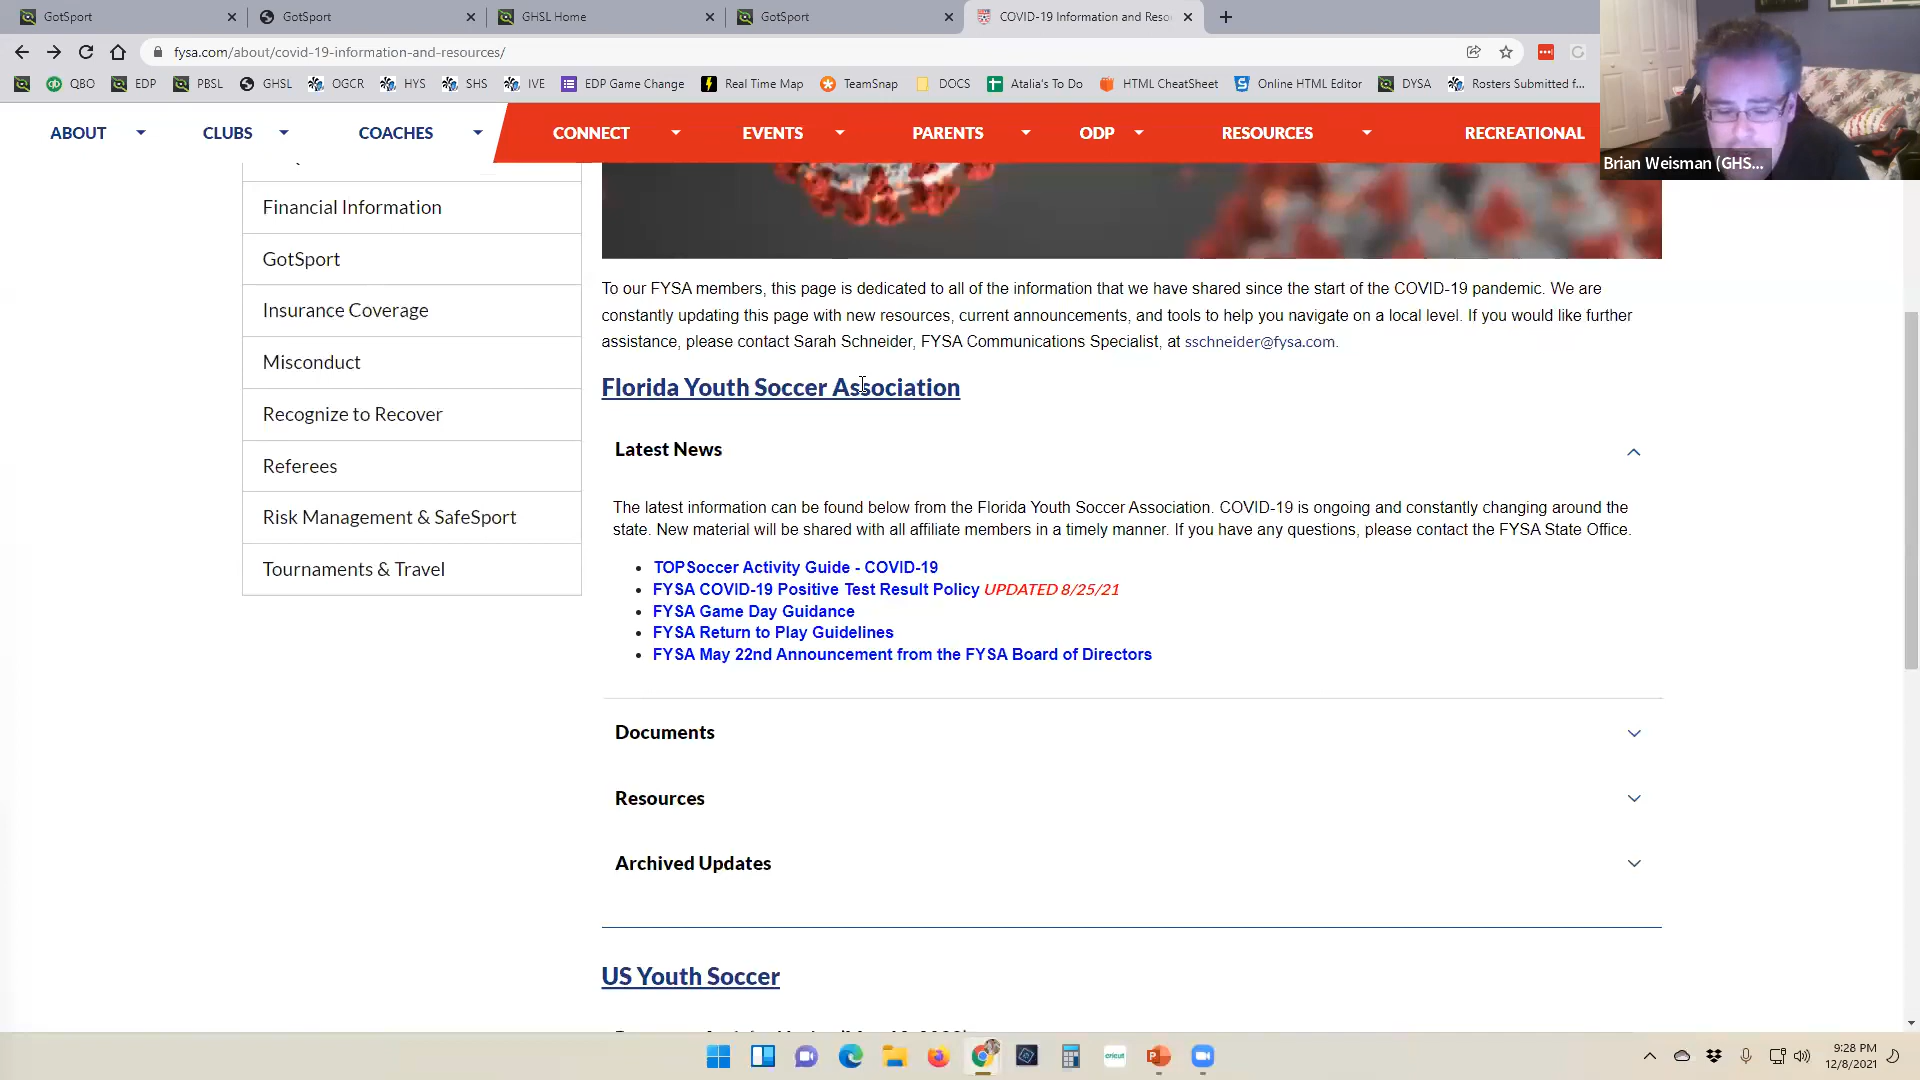 GotSport
GotSport
GHSL Home
GotSport
COVID-19 Information and Reso
fysa.com/about/covid-19-information-and-resources/
QBO
EDP
PBSL
GHSL
OGCR
HYS
SHS
IVE
EDP Game Change
Real Time Map
TeamSnap
DOCS
Atalia's To Do
HTML CheatSheet
Online HTML Editor
DYSA
Rosters Submitted f...
Brian Weisman (GHS...
ABOUT
CLUBS
COACHES
CONNECT
EVENTS
PARENTS
ODP
RESOURCES
RECREATIONAL
Financial Information
GotSport
Insurance Coverage
Misconduct
Recognize to Recover
Referees
Risk Management & SafeSport
Tournaments & Travel
To our FYSA members, this page is dedicated to all of the information that we have shared since the start of the COVID-19 pandemic. We are
constantly updating this page with new resources, current announcements, and tools to help you navigate on a local level. If you would like further
assistance, please contact Sarah Schneider, FYSA Communications Specialist, at sschneider@fysa.com.
Florida Youth Soccer Association
Latest News
The latest information can be found below from the Florida Youth Soccer Association. COVID-19 is ongoing and constantly changing around the
state. New material will be shared with all affiliate members in a timely manner. If you have any questions, please contact the FYSA State Office.
• TOPSoccer Activity Guide - COVID-19
• FYSA COVID-19 Positive Test Result Policy UPDATED 8/25/21
• FYSA Game Day Guidance
• FYSA Return to Play Guidelines
• FYSA May 22nd Announcement from the FYSA Board of Directors
Documents
Resources
Archived Updates
US Youth Soccer
cricut
9:28 PM
12/8/2021